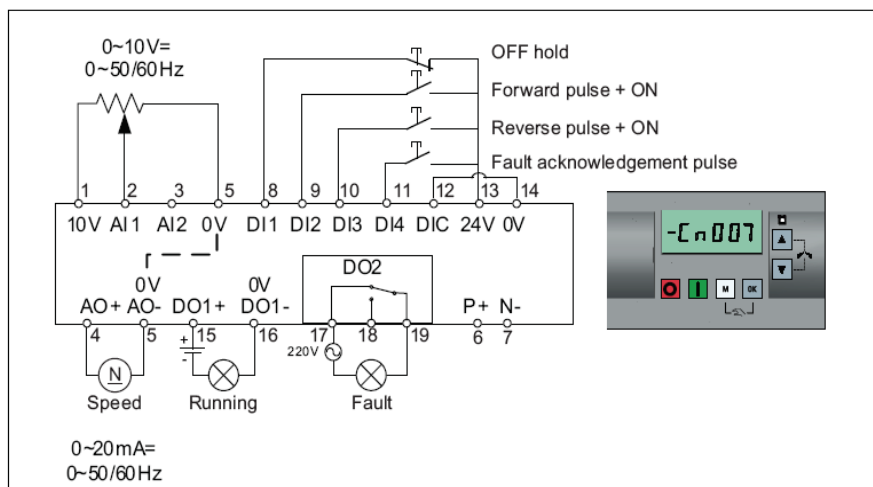 0~10V=
0~50/60Hz
OFF hold
Forward pulse + ON
Reverse pulse + ON
Fault acknowledgement pulse
1 2 3 5 8 9 10 11 12 13 14
10V AI1 AI2 0V DI1 DI2 DI3 DI4 DIC 24V 0V
-Cn007
M OK
0V 0V DO2
AO+ AO- DO1+ DO1- P+ N-
4 5 15 16 17 18 19 6 7
+
-
220V
N
Speed Running Fault
0~20mA=
0~50/60Hz